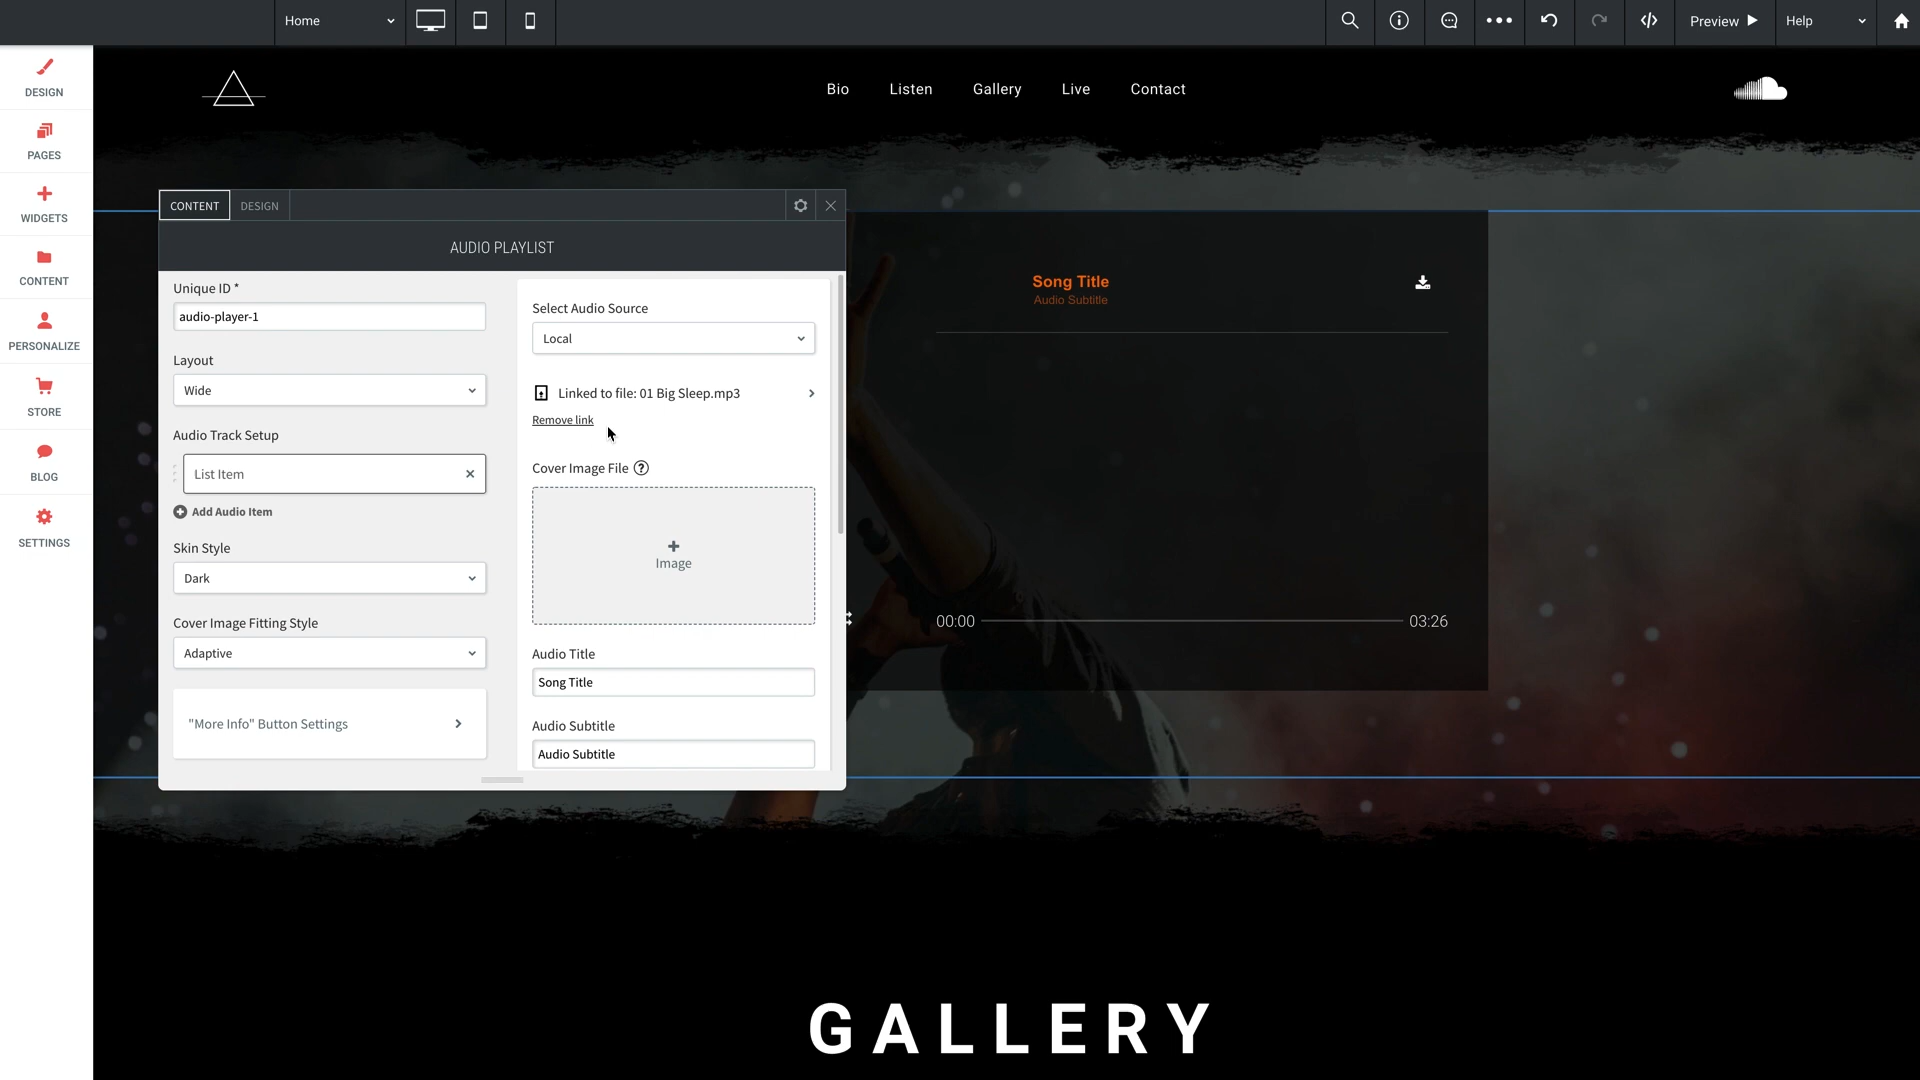 Home
Preview
Help
DESIGN
PAGES
WIDGETS
CONTENT
PERSONALIZE
STORE
BLOG
SETTINGS
Bio
Listen
Gallery
Live
Contact
CONTENT
DESIGN
AUDIO PLAYLIST
Unique ID *
audio-player-1
Layout
Wide
Audio Track Setup
List Item
Add Audio Item
Skin Style
Dark
Cover Image Fitting Style
Adaptive
"More Info" Button Settings
Select Audio Source
Local
Linked to file: 01 Big Sleep.mp3
Remove link
Cover Image File
Image
Audio Title
Song Title
Audio Subtitle
Audio Subtitle
Song Title
Audio Subtitle
00:00
03:26
GALLERY